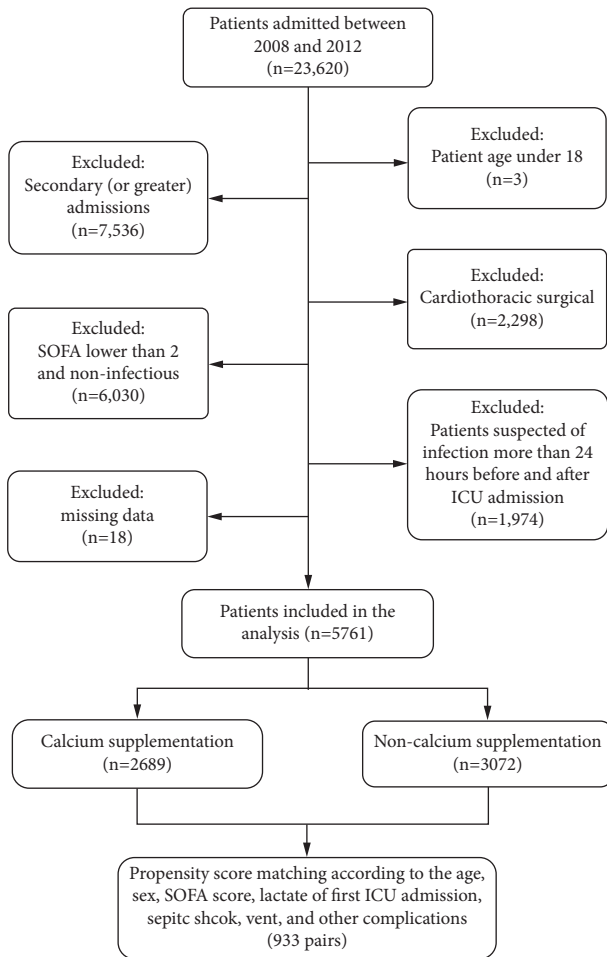 Patients admitted between
2008 and 2012
(n=23,620)
Excluded:
Patient age under 18
(n=3)
Excluded:
Secondary (or greater)
admissions
(n=7,536)
Excluded:
Cardiothoracic surgical
(n=2,298)
Excluded:
SOFA lower than 2
and non-infectious
(n=6,030)
Excluded:
Patients suspected of
infection more than 24
hours before and after
ICU admission
(n=1,974)
Excluded:
missing data
(n=18)
Patients included in the
analysis (n=5761)
Calcium supplementation
(n=2689)
Non-calcium supplementation
(n=3072)
Propensity score matching according to the age,
sex, SOFA score, lactate of first ICU admission,
sepitc shcok, vent, and other complications
(933 pairs)